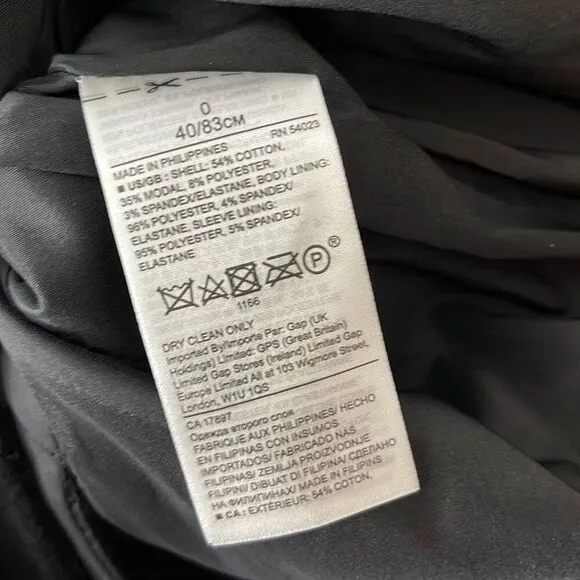 0
40/83CM
RN 54023
MADE IN PHILIPPINES
■ US/GB : SHELL: 54% COTTON,
35% MODAL, 8% POLYESTER,
3% SPANDEX/ELASTANE, BODY LINING:
96% POLYESTER, 4% SPANDEX/
ELASTANE, SLEEVE LINING:
95% POLYESTER, 5% SPANDEX/
ELASTANE
P®
1166
DRY CLEAN ONLY
Imported By/Importe Par: Gap (UK
Holdings) Limited: GPS (Great Britain)
Limited Gap Stores (Ireland) Limited Gap
Europe Limited All at 103 Wigmore Street,
London, W1U 1QS
CA 17897
Одежда второго слоя
FABRIQUE AUX PHILIPPINES/ HECHO
EN FILIPINAS CON INSUMOS
IMPORTADOS/ FABRICADO NAS
FILIPINAS/ ZEMLJA PROIZVODNJE
FILIPINI/ DIBUAT DI FILIPINA/ СДЕЛАНО
НА ФИЛИПИНАХ/ MADE IN FILIPINS
■ CA : EXTÉRIEUR: 54% COTON,